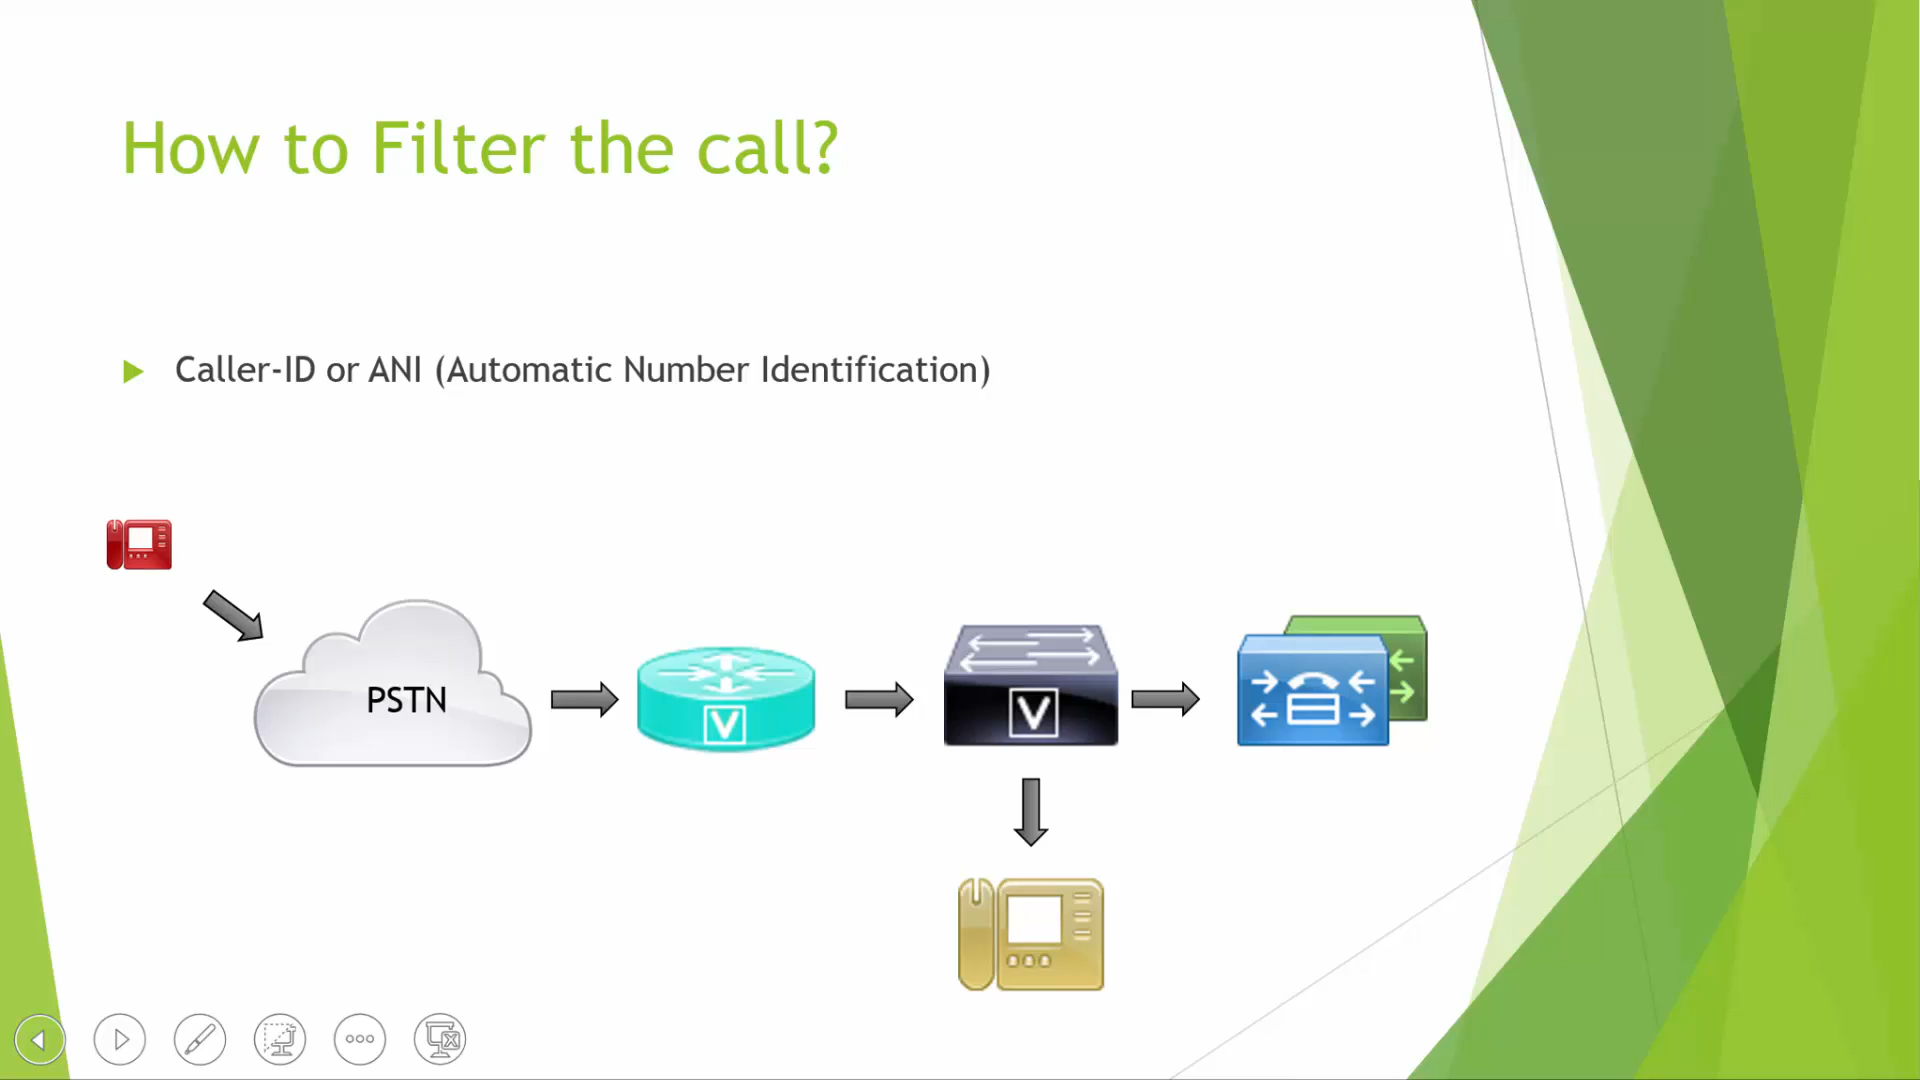 How to Filter the call?
Caller-ID or ANI (Automatic Number Identification)
PSTN
V
V